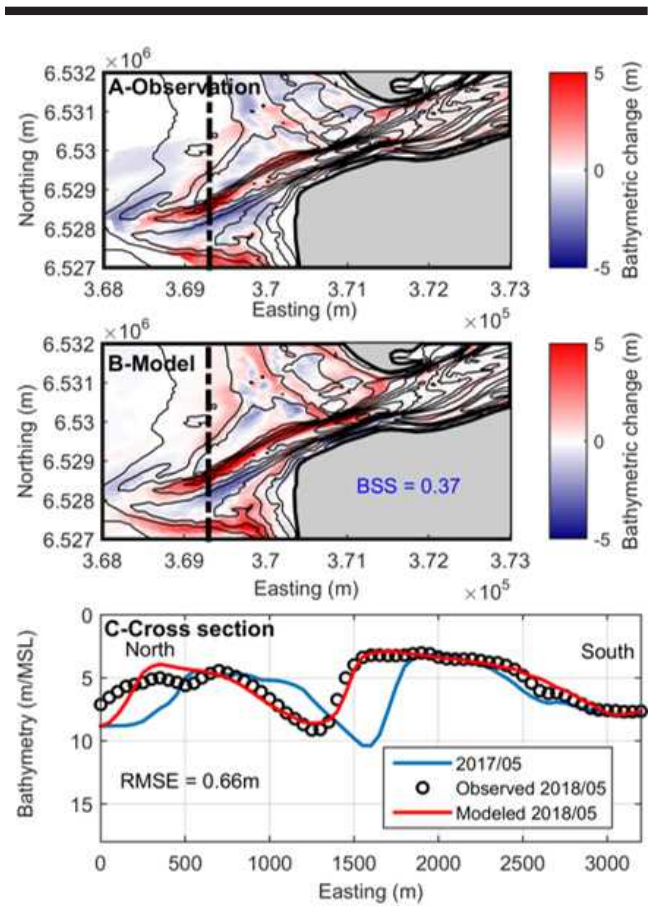 ×10⁶
6.532
A-Observation
6.531
6.53
6.529
6.528
6.527
Northing (m)
3.68 3.69 3.7 3.71 3.72 3.73
Easting (m)
×10⁵
5
0
-5
Bathymetric change (m)
×10⁶
6.532
B-Model
6.531
6.53
6.529
6.528
6.527
Northing (m)
BSS = 0.37
3.68 3.69 3.7 3.71 3.72 3.73
Easting (m)
×10⁵
5
0
-5
Bathymetric change (m)
0
C-Cross section
North South
5
10
15
Bathymetry (m/MSL)
RMSE = 0.66m
2017/05
Observed 2018/05
Modeled 2018/05
0 500 1000 1500 2000 2500 3000
Easting (m)